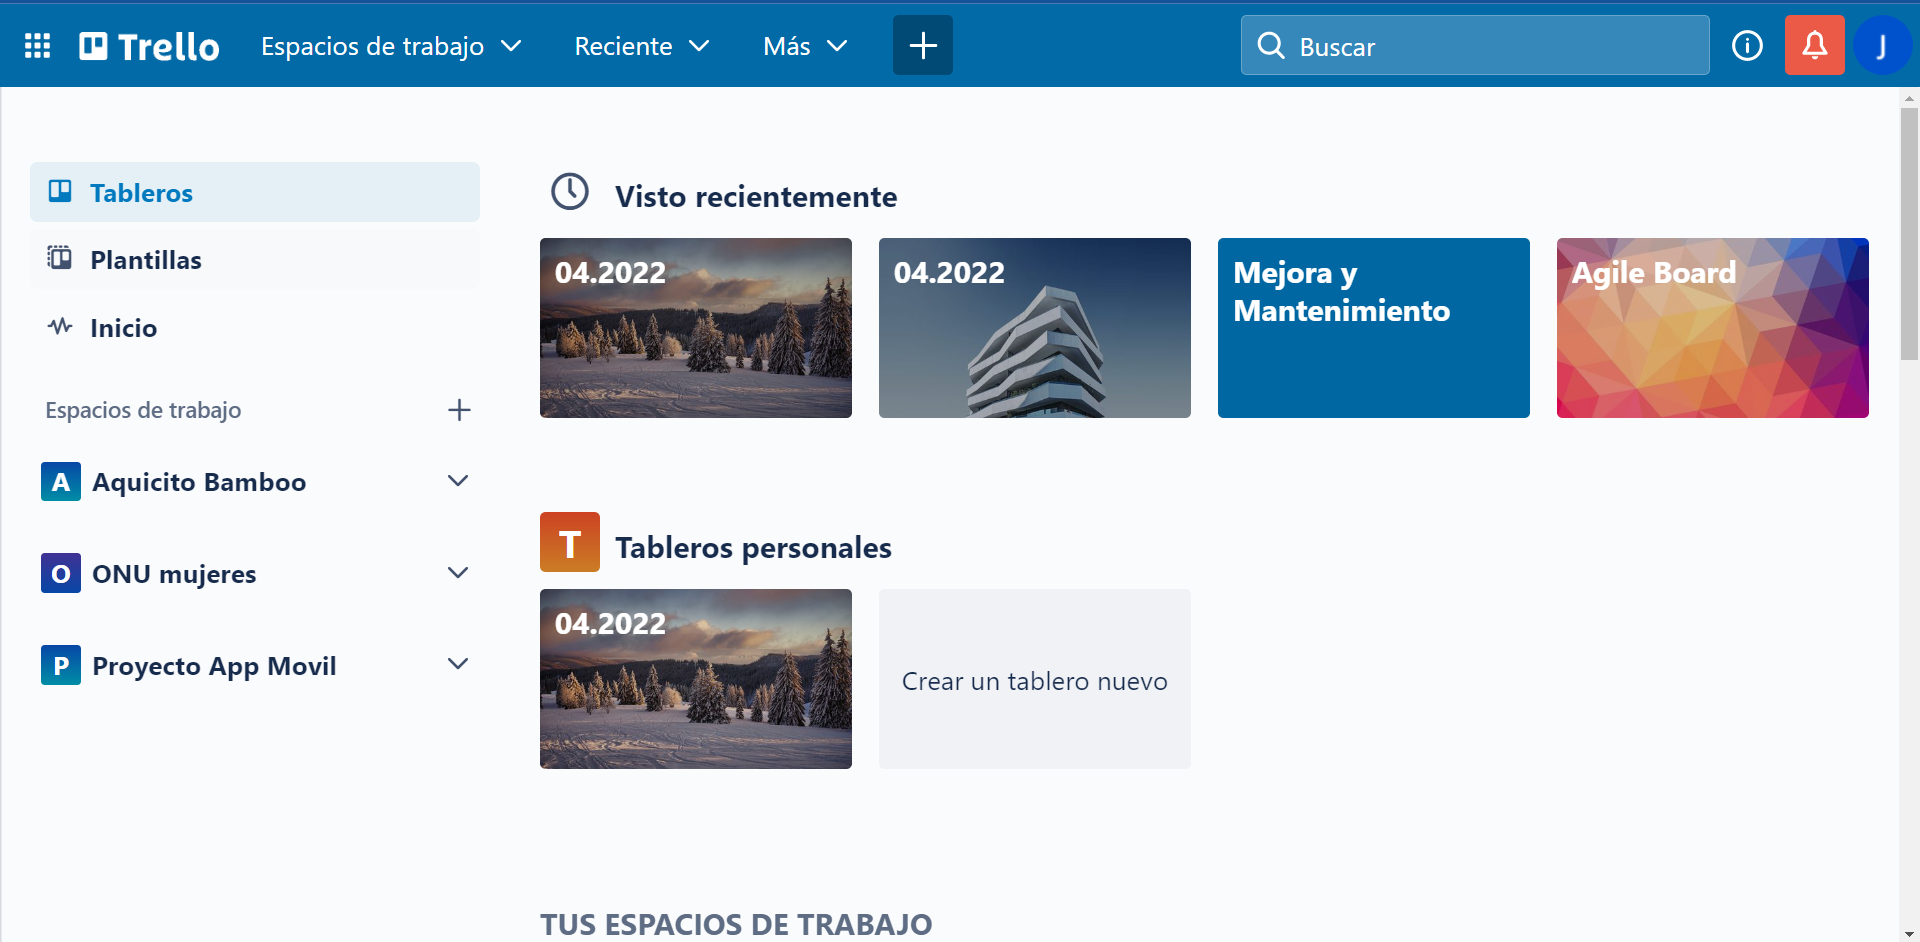 Trello
Espacios de trabajo
Reciente
Más
Buscar
J
Tableros
Plantillas
Inicio
Espacios de trabajo
A Aquicito Bamboo
O ONU mujeres
P Proyecto App Movil
Visto recientemente
04.2022
04.2022
Mejora y
Mantenimiento
Agile Board
T Tableros personales
04.2022
Crear un tablero nuevo
TUS ESPACIOS DE TRABAJO